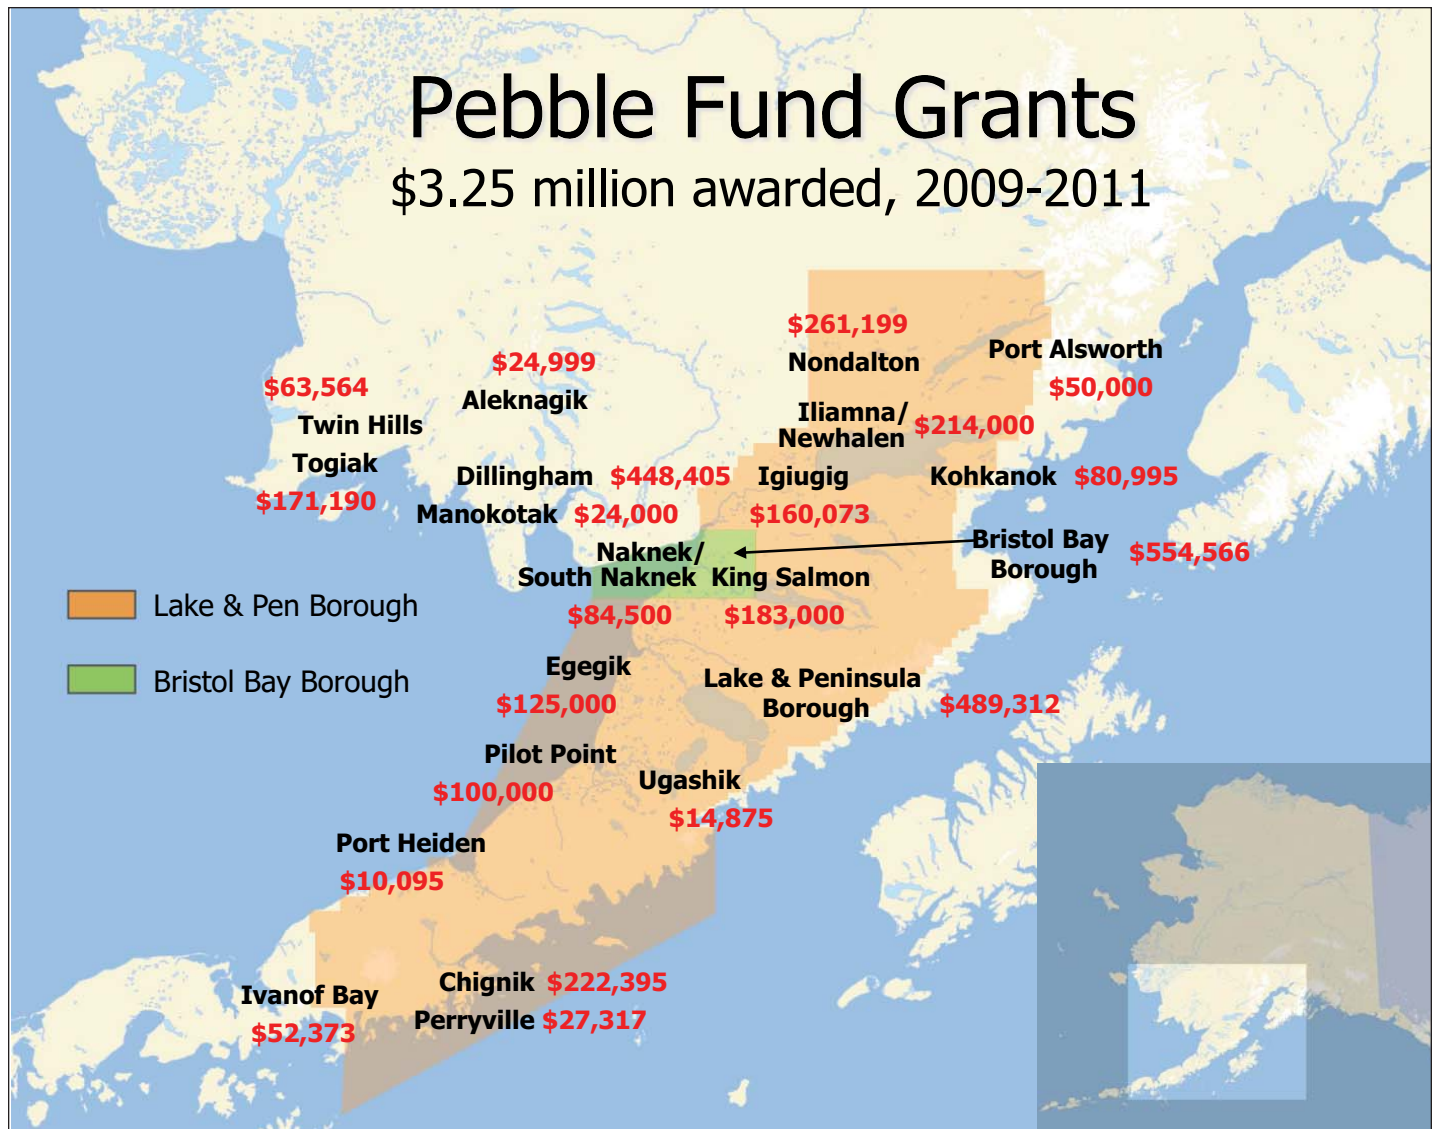 Pebble Fund Grants
$3.25 million awarded, 2009-2011
$261,199
Nondalton
Port Alsworth
$50,000
$24,999
Aleknagik
$63,564
Twin Hills
Togiak
$171,190
Iliamna/
Newhalen $214,000
Dillingham $448,405
Igiugig
$160,073
Kohkanok $80,995
Manokotak $24,000
Bristol Bay
Borough
$554,566
Naknek/
South Naknek
$84,500
King Salmon
$183,000
Lake & Pen Borough
Bristol Bay Borough
Egegik
$125,000
Lake & Peninsula
Borough
$489,312
Pilot Point
$100,000
Ugashik
$14,875
Port Heiden
$10,095
Chignik $222,395
Perryville $27,317
Ivanof Bay
$52,373